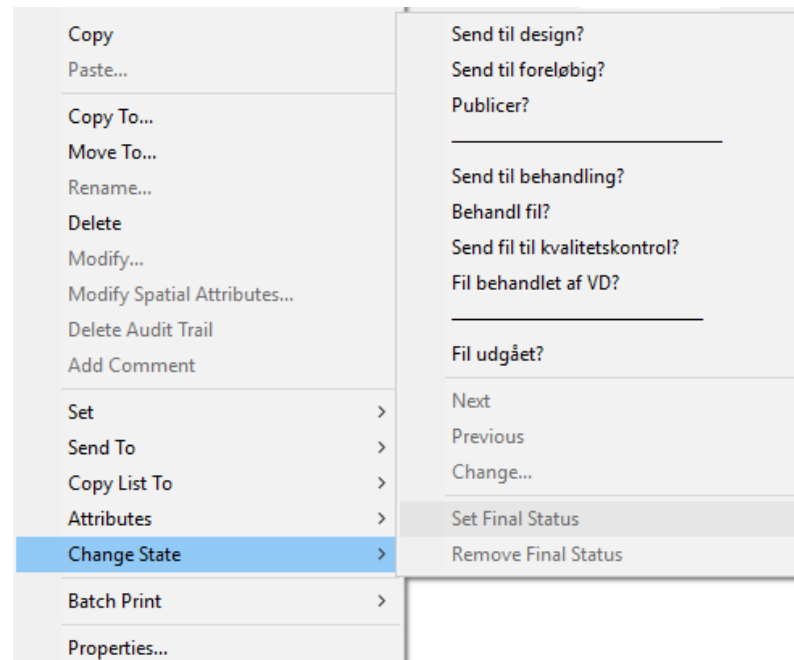 Copy
Paste...
Copy To...
Move To...
Rename...
Delete
Modify...
Modify Spatial Attributes...
Delete Audit Trail
Add Comment
Set
Send To
Copy List To
Attributes
Change State
Batch Print
Properties...
Send til design?
Send til foreløbig?
Publicer?
Send til behandling?
Behandl fil?
Send fil til kvalitetskontrol?
Fil behandlet af VD?
Fil udgået?
Next
Previous
Change...
Set Final Status
Remove Final Status